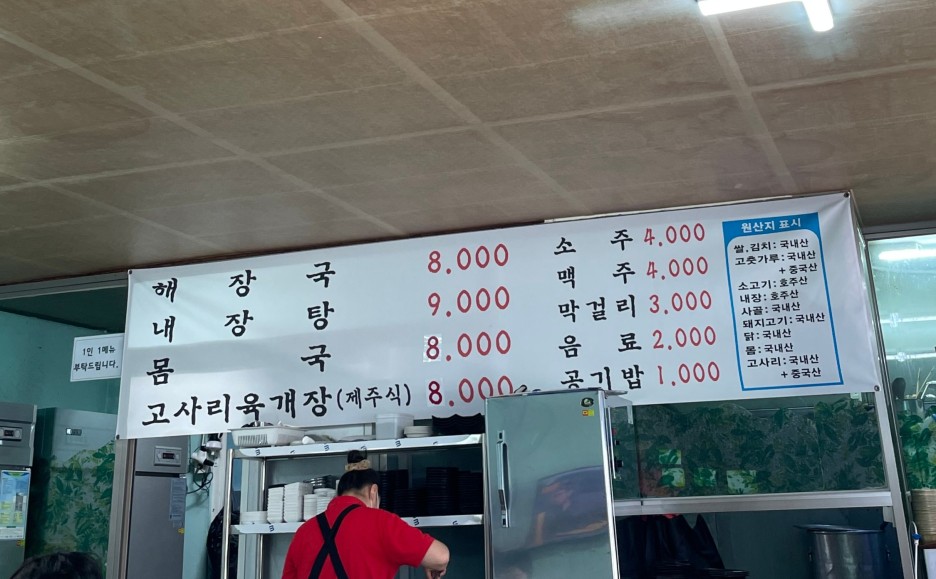 해 장 국 8.000
내 장 탕 9.000
몸 국 8.000
고사리육개장(제주식) 8.000
소 주 4.000
맥 주 4.000
막걸리 3.000
음 료 2.000
공기밥 1.000
원산지 표시
쌀,김치: 국내산
고춧가루: 국내산
+ 중국산
소고기: 호주산
내장: 호주산
사골: 국내산
돼지고기: 국내산
닭: 국내산
몸: 국내산
고사리: 국내산
+ 중국산
1인 1메뉴
부탁드립니다.